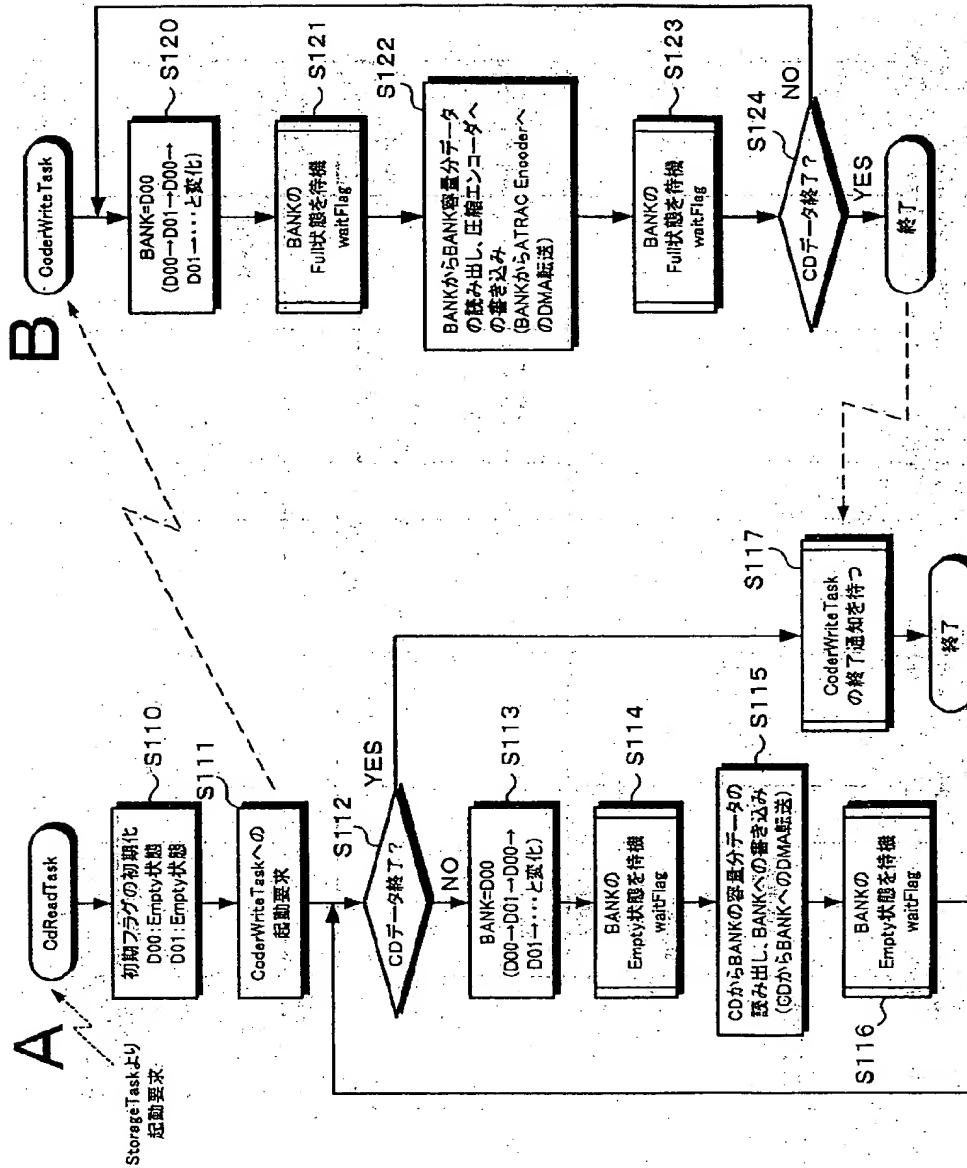 A
StorageTaskより
起動要求
CdReadTask
初期フラグの初期化
D00:Empty状態
D01:Empty状態
S110
CoderWriteTaskへの
起動要求
S111
CDデータ終了?
S112
YES
NO
BANK=D00
(D00→D01→D00→
D01→・・・・と変化)
S113
BANKの
Empty状態を待機
waitFlag
S114
CDからBANKの容量分データの
読み出し、BANKへの書き込み
(CDからBANKへのDMA転送)
S115
BANKの
Empty状態を待機
waitFlag
S116
CoderWriteTask
の終了通知を待つ
S117
終了
B
CoderWriteTask
BANK=D00
(D00→D01→D00→
D01→・・・・と変化)
S120
BANKの
Full状態を待機
waitFlag
S121
BANKからBANK容量分データ
の読み出し、圧縮エンコーダへ
の書き込み
(BANKからATRAC Encoderへ
のDMA転送)
S122
BANKの
Full状態を待機
waitFlag
S123
CDデータ終了?
S124
NO
YES
終了